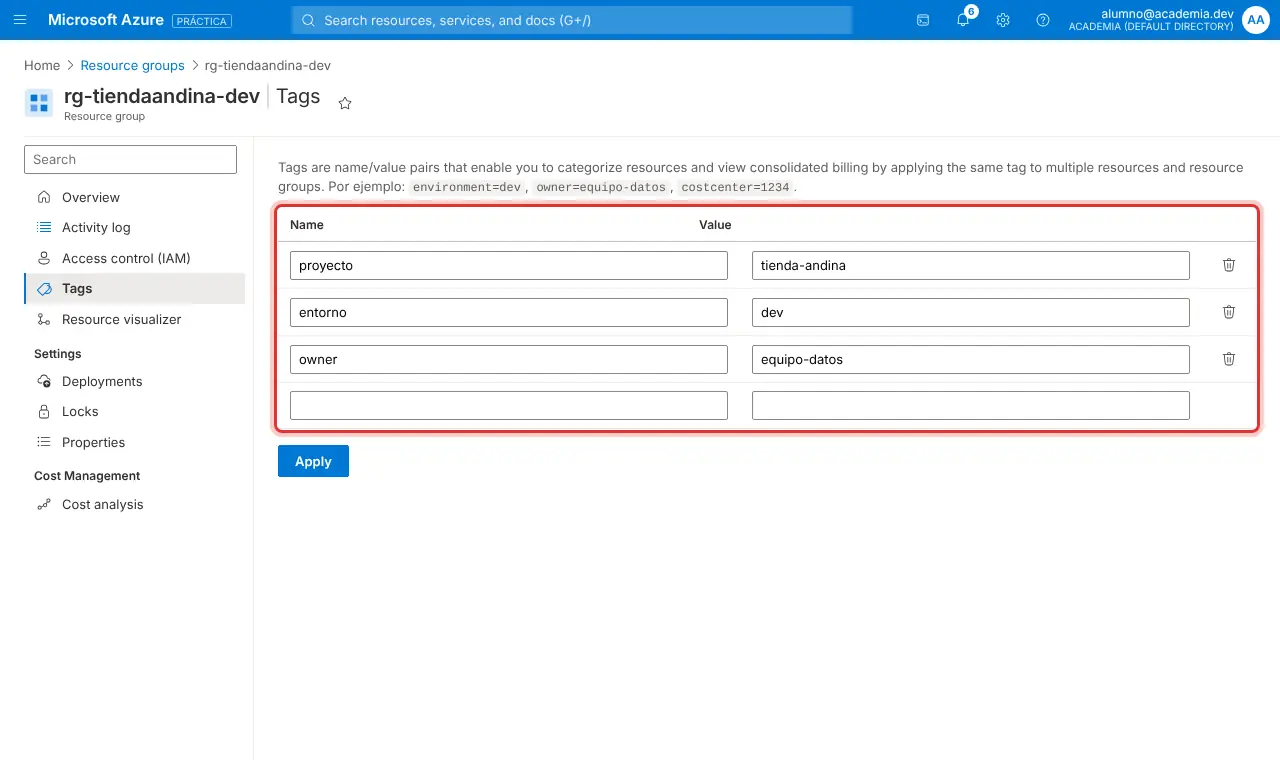 Microsoft Azure PRÁCTICA
Search resources, services, and docs (G+/)
6
alumno@academia.dev
ACADEMIA (DEFAULT DIRECTORY)
AA
Home > Resource groups > rg-tiendaandina-dev
rg-tiendaandina-dev | Tags
Resource group
Search
Overview
Activity log
Access control (IAM)
Tags
Resource visualizer
Settings
Deployments
Locks
Properties
Cost Management
Cost analysis
Tags are name/value pairs that enable you to categorize resources and view consolidated billing by applying the same tag to multiple resources and resource
groups. Por ejemplo: environment=dev, owner=equipo-datos, costcenter=1234.
Name Value
proyecto tienda-andina
entorno dev
owner equipo-datos
Apply